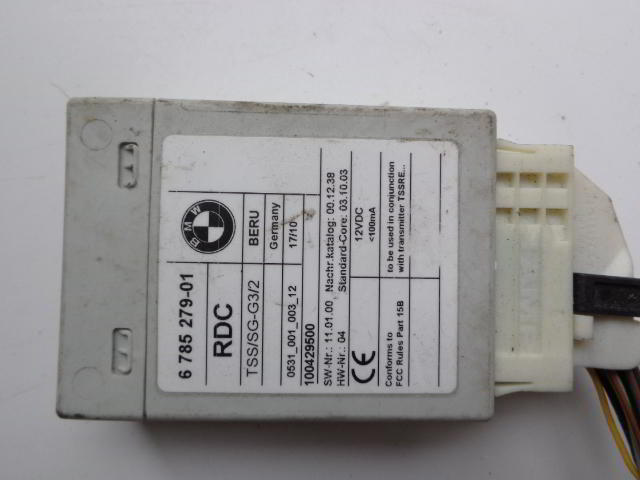 6 785 279-01
BMW
RDC
TSS/SG-G3/2
BERU
Germany
0531_001_003_12
17/10
100429500
SW-Nr.: 11.01.00 Nachr.katalog: 00.12.38
HW-Nr.: 04 Standard-Core: 03.10.03
CE
12VDC
<100mA
Conforms to
FCC Rules Part 15B
to be used in conjunction
with transmitter TSSRE...